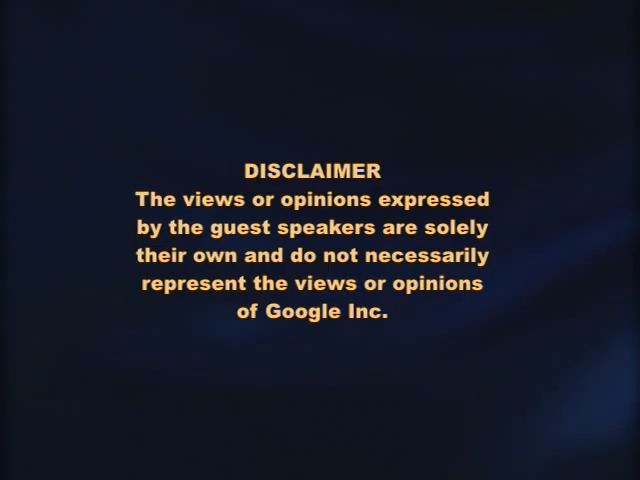 DISCLAIMER
The views or opinions expressed
by the guest speakers are solely
their own and do not necessarily
represent the views or opinions
of Google Inc.